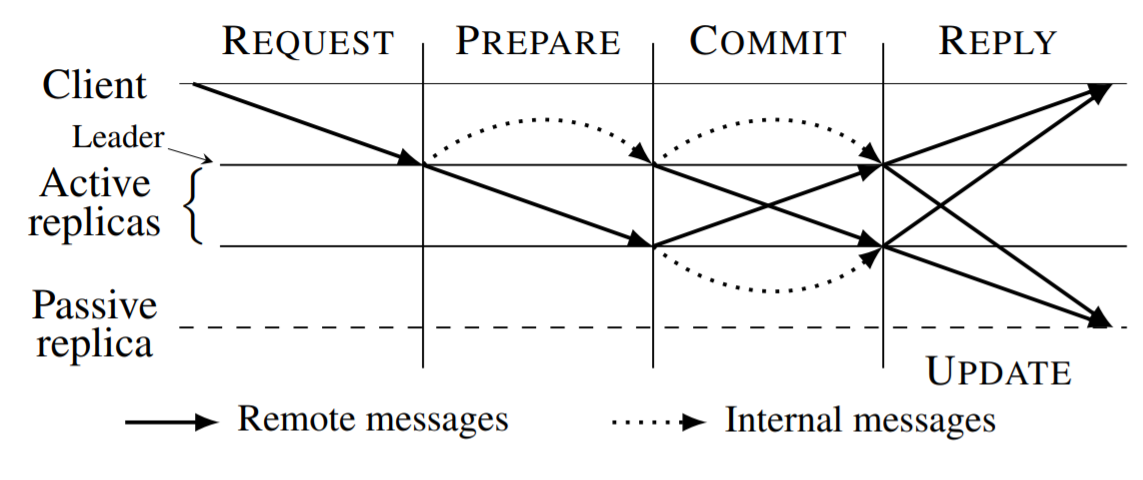 REQUEST PREPARE COMMIT REPLY
Client
Leader
Active
replicas
Passive
replica
UPDATE
Remote messages Internal messages